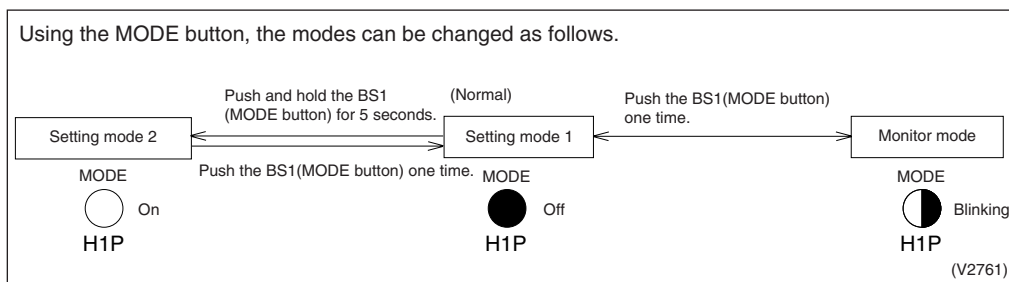 Using the MODE button, the modes can be changed as follows.
Push and hold the BS1
(MODE button) for 5 seconds.
(Normal)
Push the BS1(MODE button)
one time.
Setting mode 2
Setting mode 1
Monitor mode
Push the BS1(MODE button) one time.
MODE
On
H1P
MODE
Off
H1P
MODE
Blinking
H1P
(V2761)